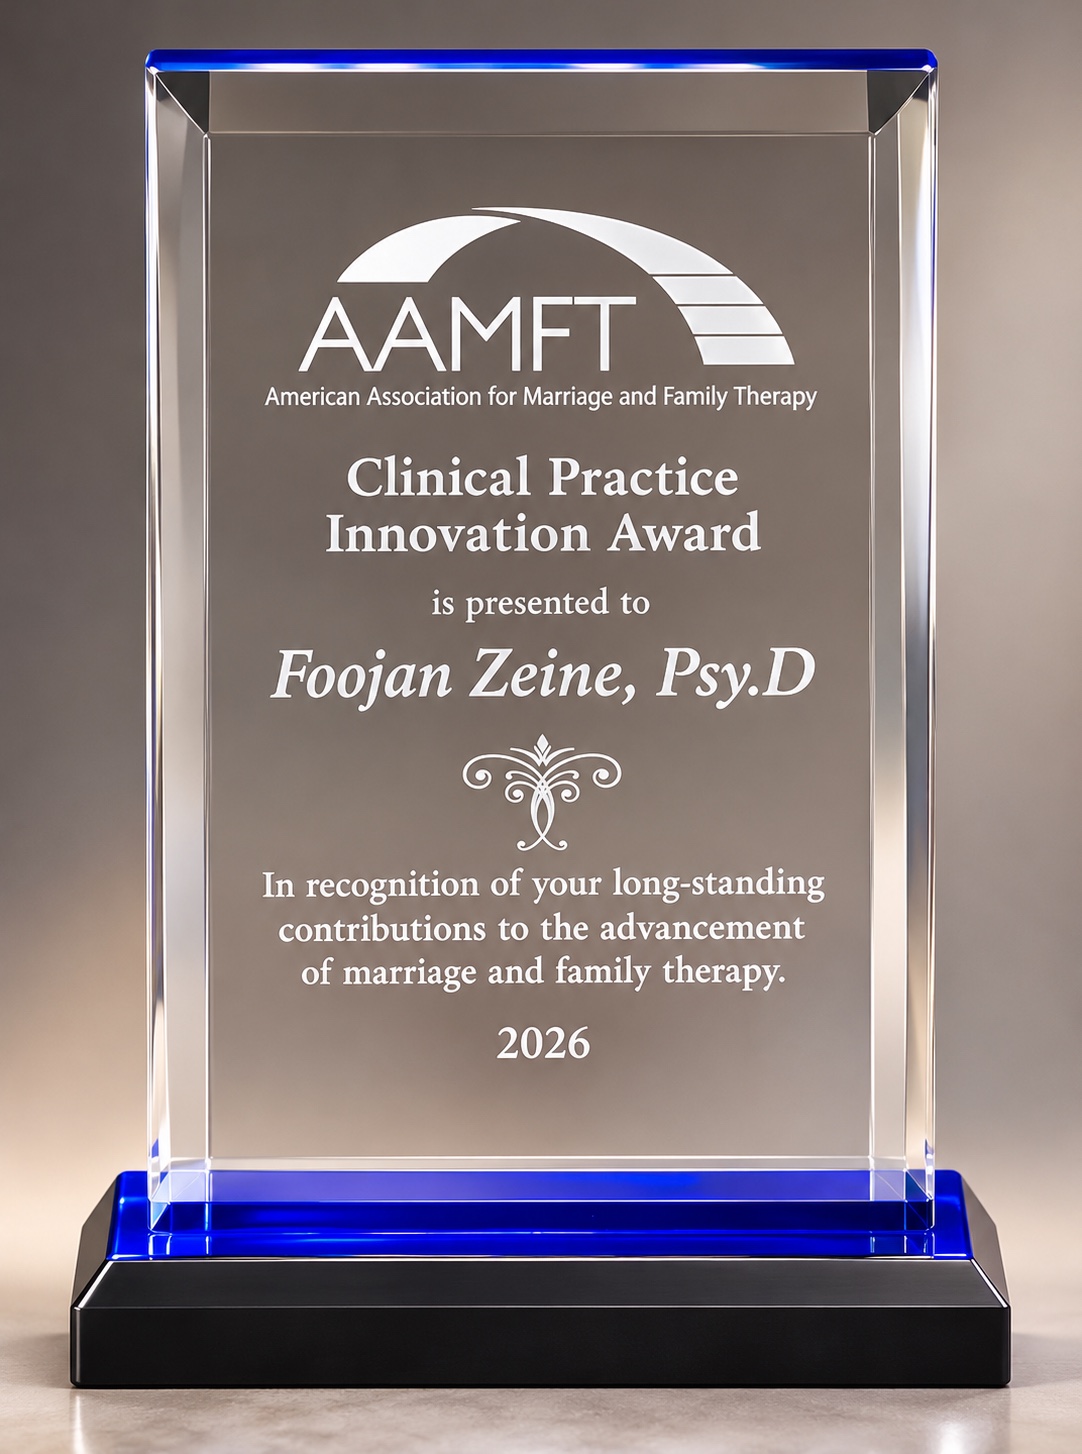 AAMFT
American Association for Marriage and Family Therapy
Clinical Practice
Innovation Award
is presented to
Foojan Zeine, Psy.D
In recognition of your long-standing
contributions to the advancement
of marriage and family therapy.
2026